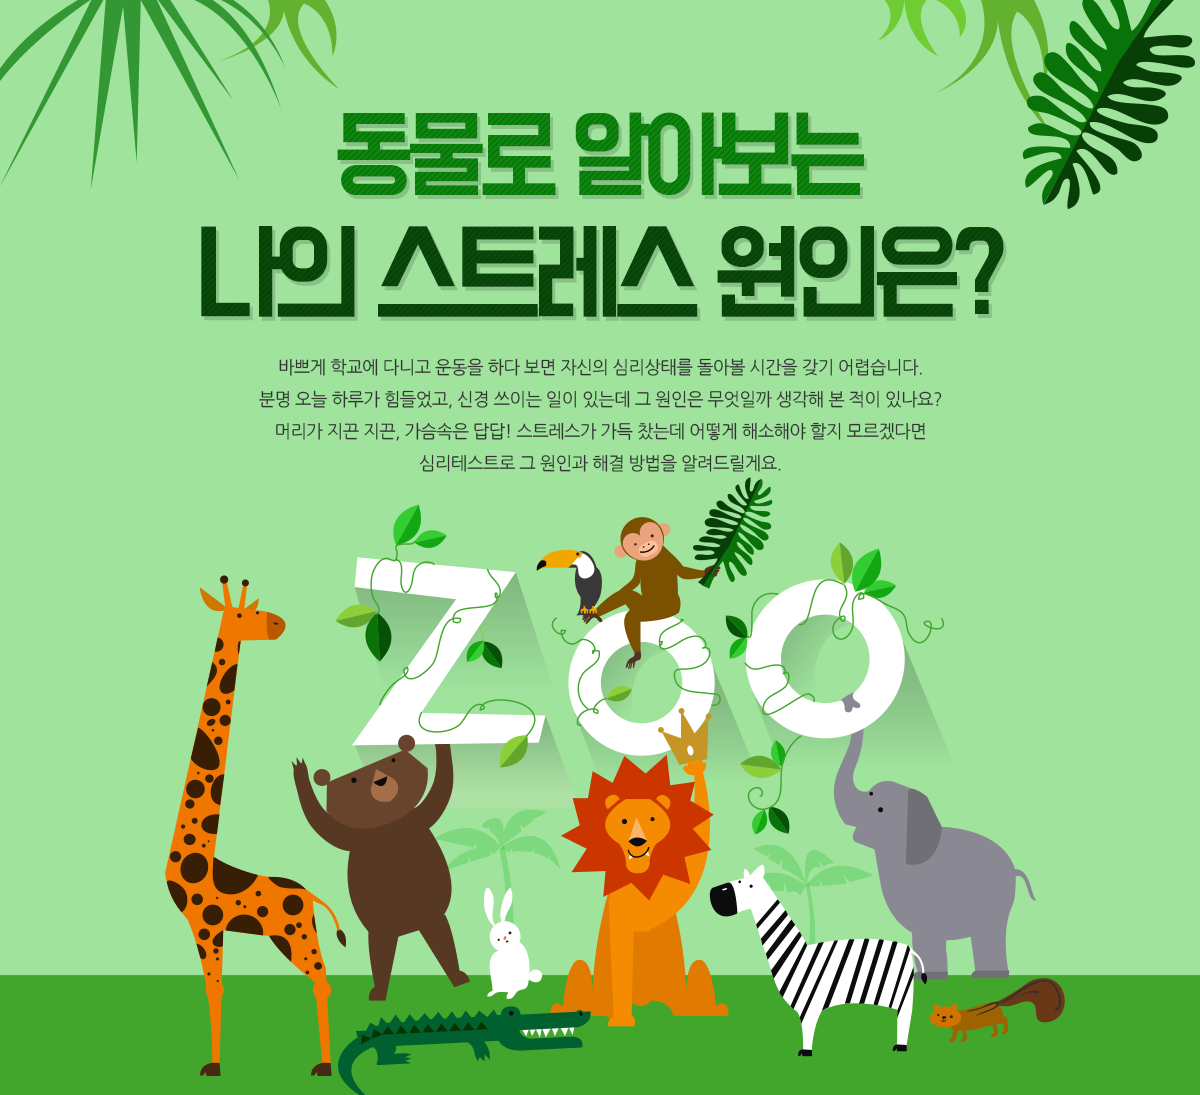 동물로 알아보는
나의 스트레스 원인은?
바쁘게 학교에 다니고 운동을 하다 보면 자신의 심리상태를 돌아볼 시간을 갖기 어렵습니다.
분명 오늘 하루가 힘들었고, 신경 쓰이는 일이 있는데 그 원인은 무엇일까 생각해 본 적이 있나요?
머리가 지끈 지끈, 가슴속은 답답! 스트레스가 가득 찼는데 어떻게 해소해야 할지 모르겠다면
심리테스트로 그 원인과 해결 방법을 알려드릴게요.
ZOO